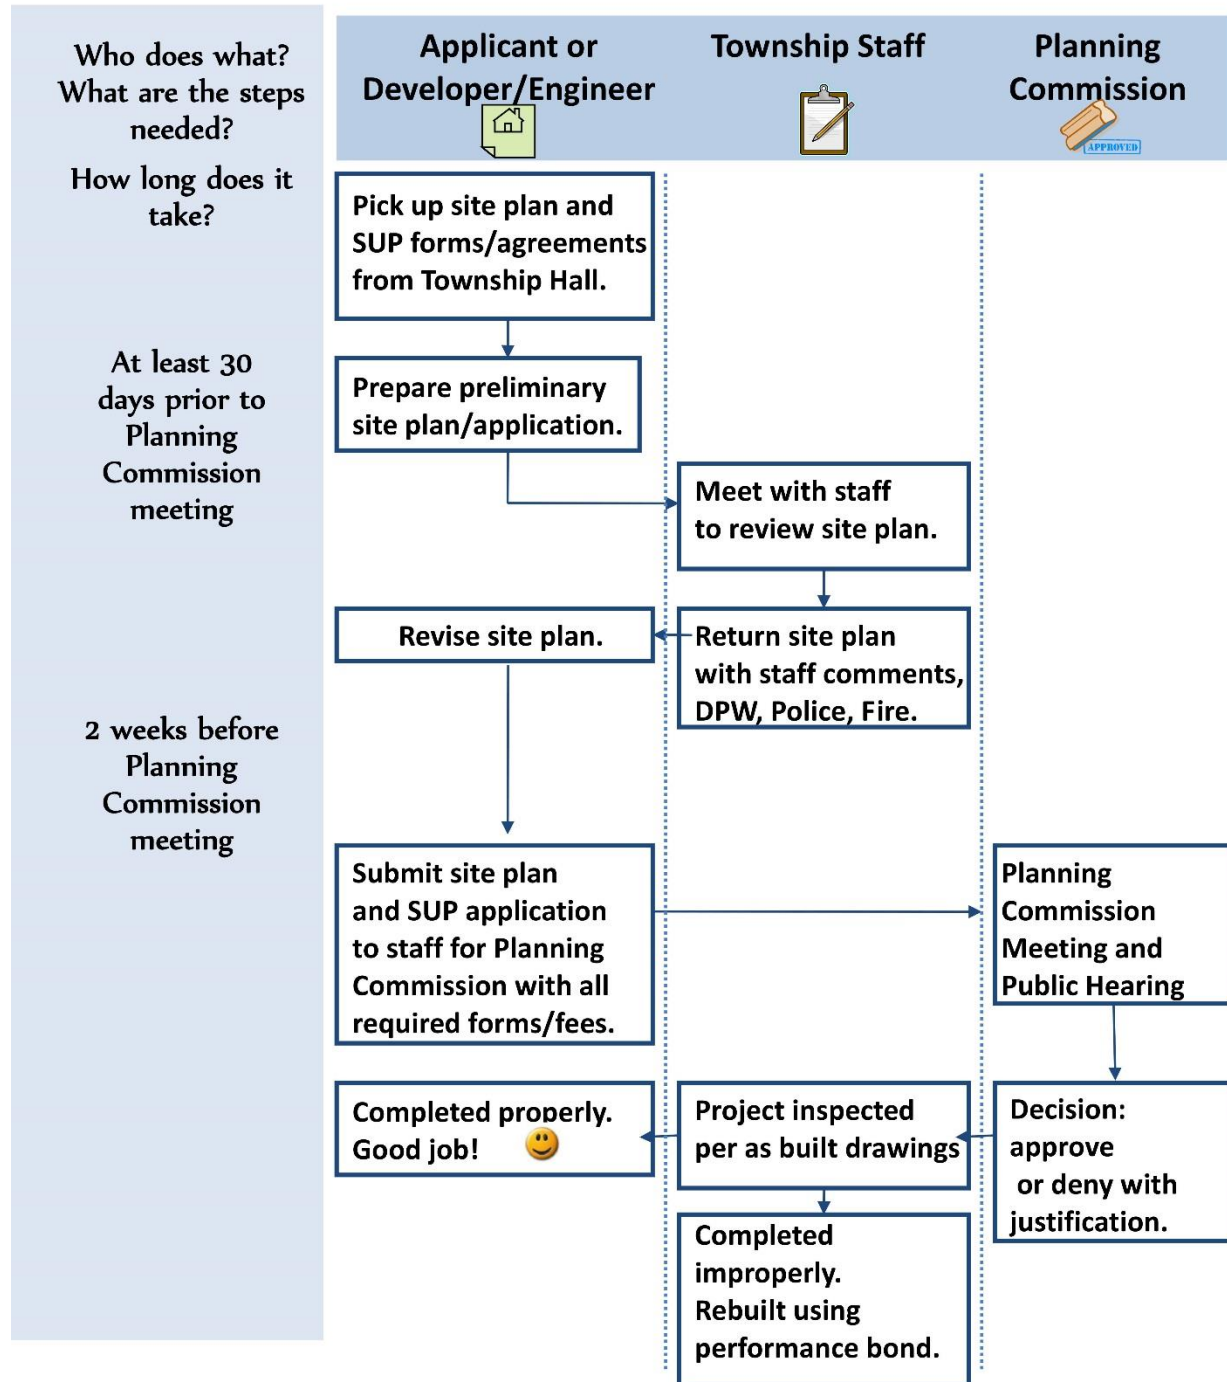 Who does what?
What are the steps
needed?
How long does it
take?
Applicant or
Developer/Engineer
Township Staff
Planning
Commission
APPROVED
Pick up site plan and
SUP forms/agreements
from Township Hall.
At least 30
days prior to
Planning
Commission
meeting
Prepare preliminary
site plan/application.
Meet with staff
to review site plan.
Revise site plan.
Return site plan
with staff comments,
DPW, Police, Fire.
2 weeks before
Planning
Commission
meeting
Submit site plan
and SUP application
to staff for Planning
Commission with all
required forms/fees.
Planning
Commission
Meeting and
Public Hearing
Completed properly.
Good job!
Project inspected
per as built drawings
Decision:
approve
or deny with
justification.
Completed
improperly.
Rebuilt using
performance bond.